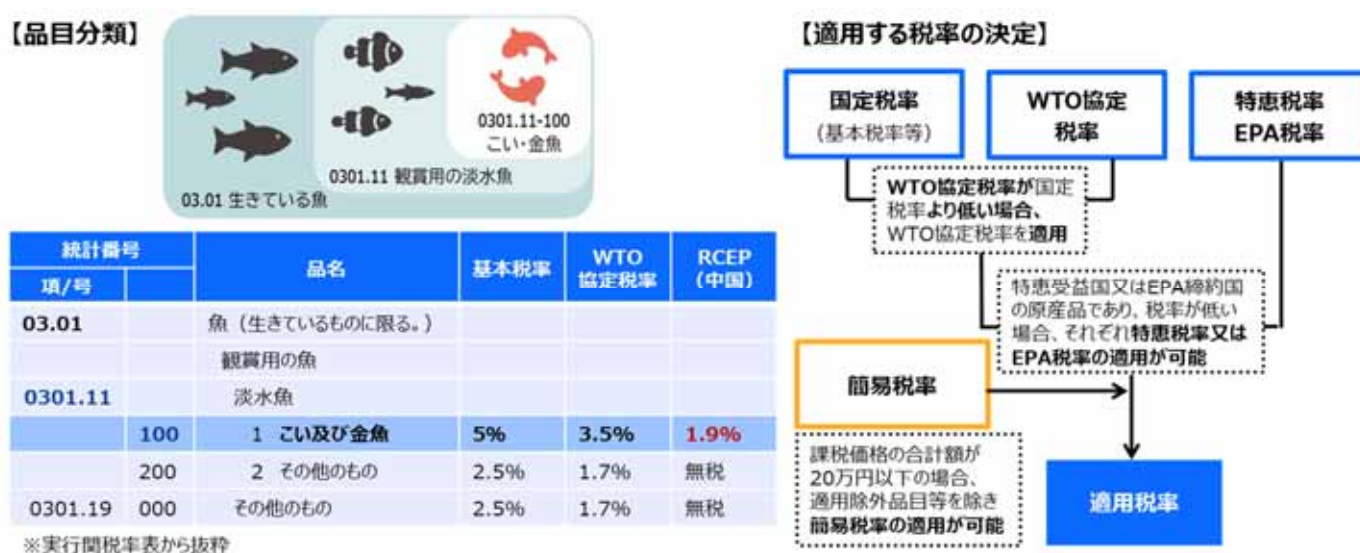 【品目分類】
0301.11-100
こい・金魚
0301.11 観賞用の淡水魚
03.01 生きている魚
統計番号 品名 基本税率 WTO協定税率 RCEP（中国）
項/号
03.01 魚（生きているものに限る。）
観賞用の魚
0301.11 淡水魚
100 1 こい及び金魚 5% 3.5% 1.9%
200 2 その他のもの 2.5% 1.7% 無税
0301.19 000 その他のもの 2.5% 1.7% 無税
※実行関税率表から抜粋
【適用する税率の決定】
国定税率
（基本税率等）
WTO協定
税率
特恵税率
EPA税率
WTO協定税率が国定
税率より低い場合、
WTO協定税率を適用
特恵受益国又はEPA締約国
の原産品であり、税率が低い
場合、それぞれ特恵税率又は
EPA税率の適用が可能
簡易税率
課税価格の合計額が
20万円以下の場合、
適用除外品目等を除き
簡易税率の適用が可能
適用税率